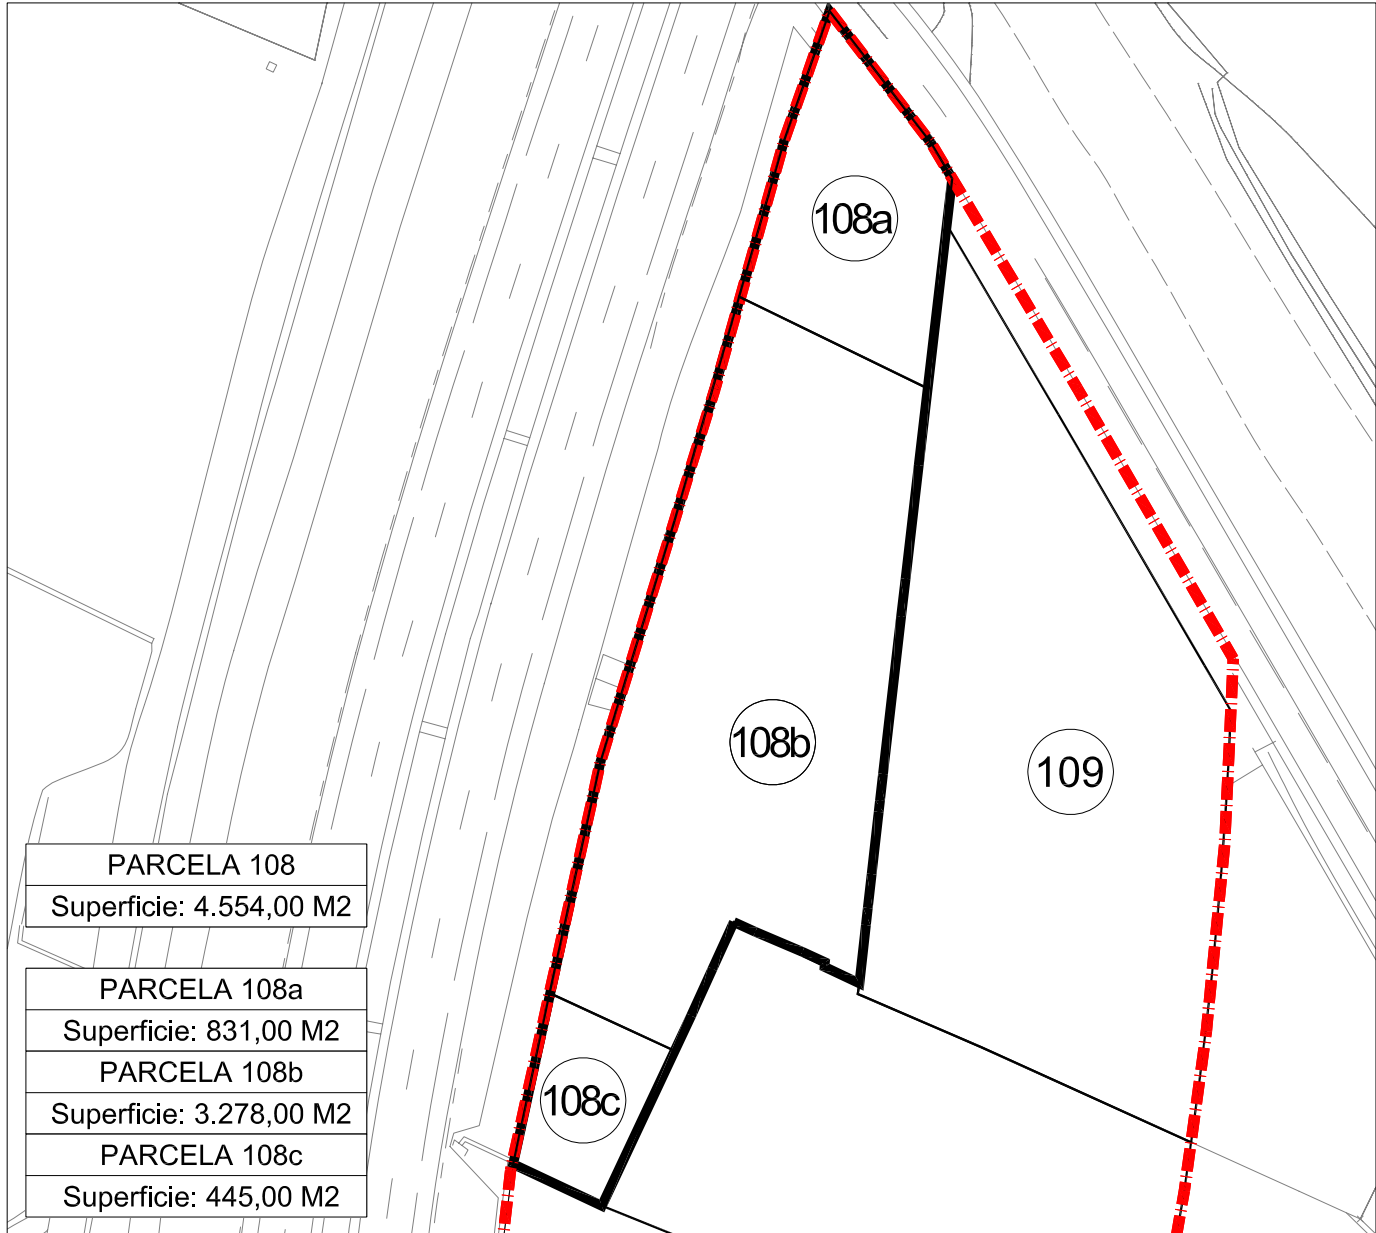 108a
108b
109
PARCELA 108
Superficie: 4.554,00 M2
PARCELA 108a
Superficie: 831,00 M2
PARCELA 108b
Superficie: 3.278,00 M2
PARCELA 108c
Superficie: 445,00 M2
108c